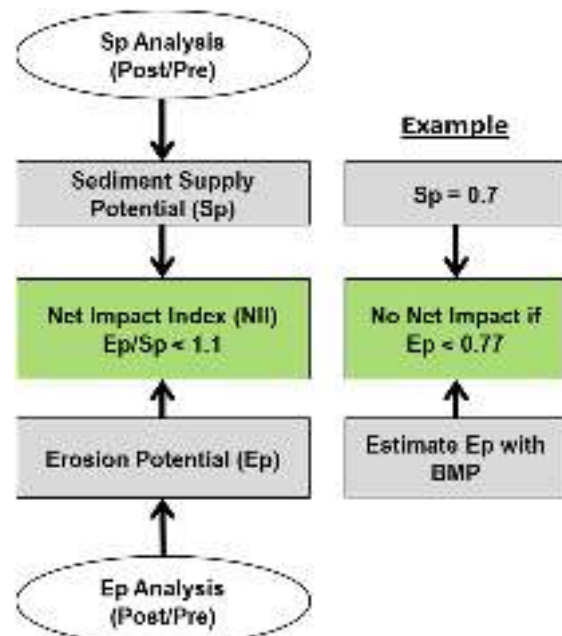 Sp Analysis
(Post/Pre)
Example
Sediment Supply
Potential (Sp)
Sp = 0.7
Net Impact Index (NII)
Ep/Sp < 1.1
No Net Impact if
Ep < 0.77
Erosion Potential (Ep)
Estimate Ep with
BMP
Ep Analysis
(Post/Pre)